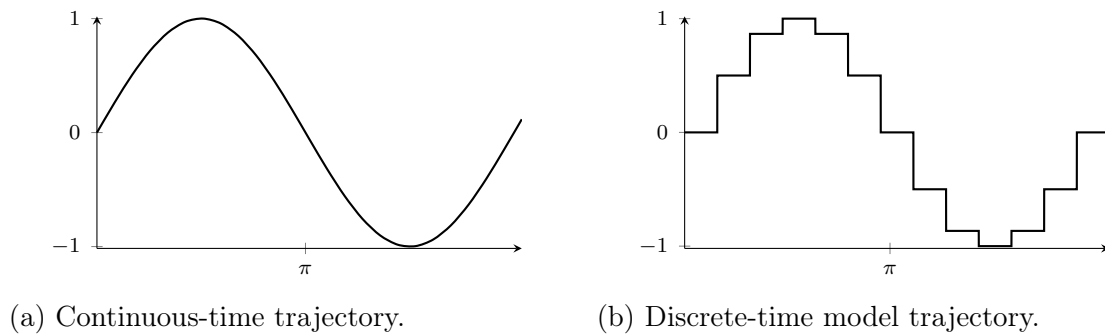 1
0
−1
π
1
0
−1
π
(a) Continuous-time trajectory.
(b) Discrete-time model trajectory.